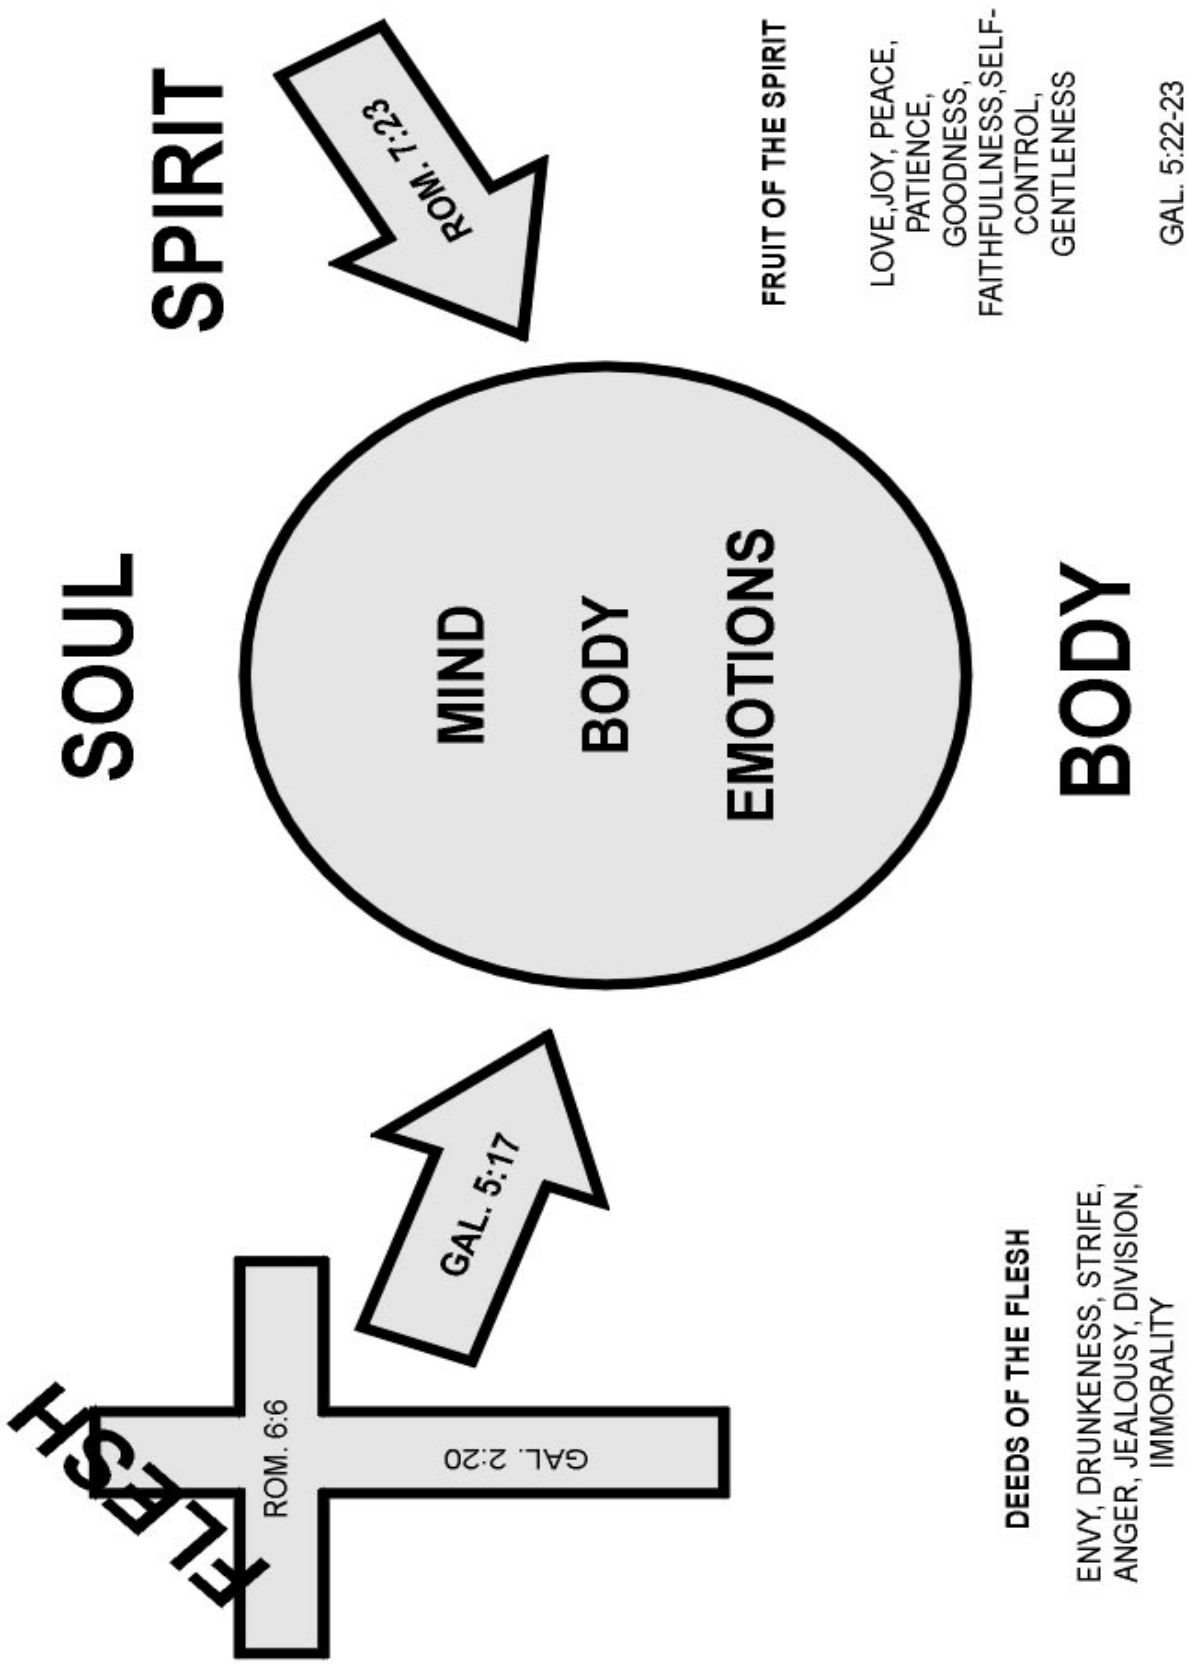 FLESH
SOUL
SPIRIT
ROM. 6:6
GAL. 2:20
GAL. 5:17
MIND
BODY
EMOTIONS
ROM. 7:23
DEEDS OF THE FLESH
ENVY, DRUNKENESS, STRIFE,
ANGER, JEALOUSY, DIVISION,
IMMORALITY
BODY
FRUIT OF THE SPIRIT
LOVE,JOY, PEACE,
PATIENCE,
GOODNESS,
FAITHFULLNESS,SELF-
CONTROL,
GENTLENESS
GAL. 5:22-23